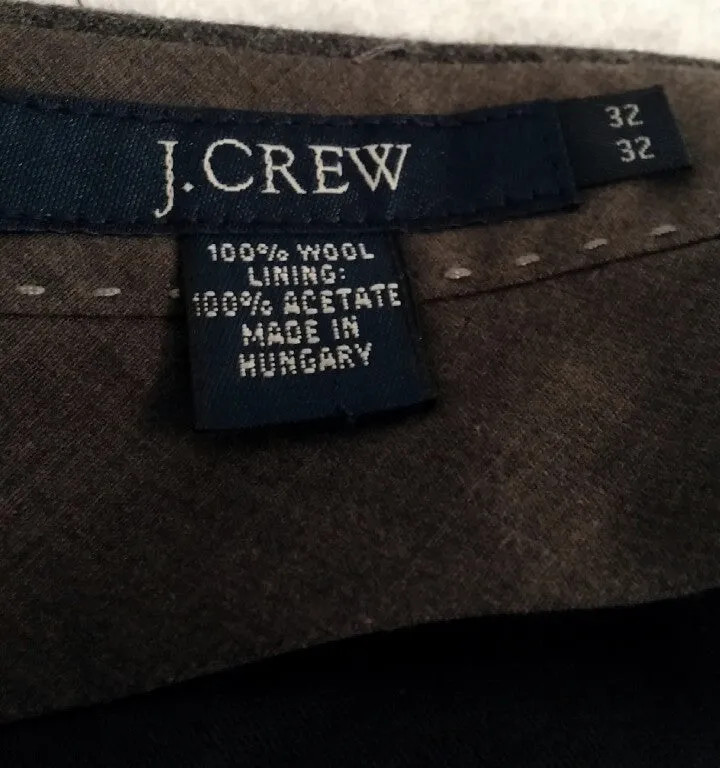 J.CREW
32
32
100% WOOL
LINING:
100% ACETATE
MADE IN
HUNGARY